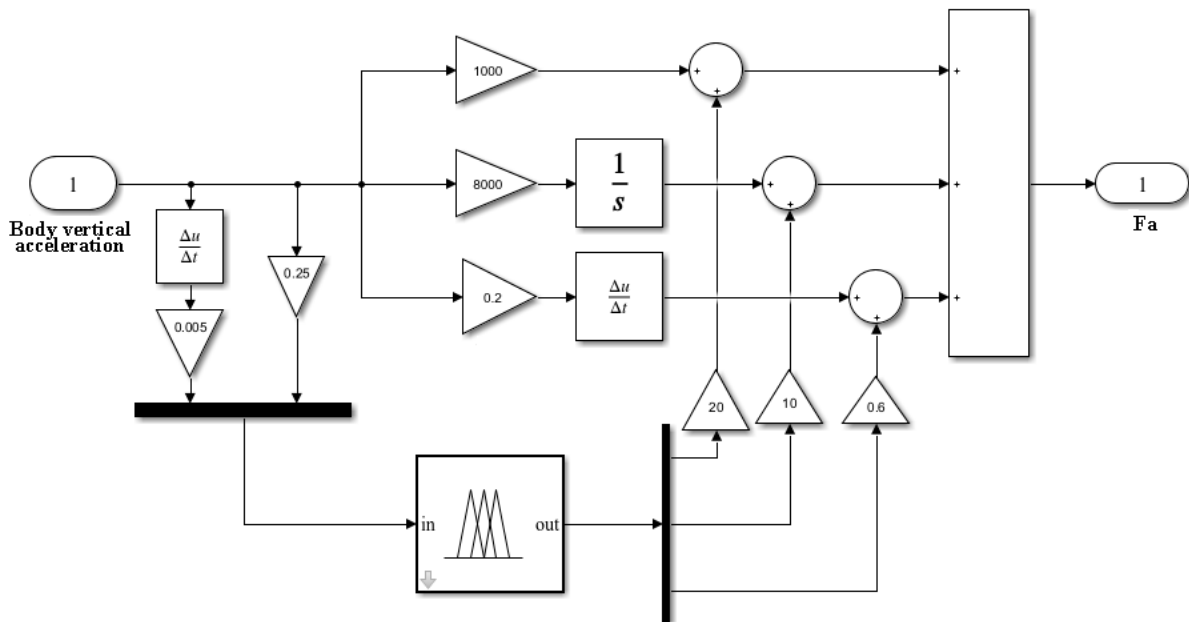 1000
+
+
+
1
8000
1
s
+
+
+
1
Body vertical
acceleration
Δu
Δt
0.25
0.2
Δu
Δt
+
+
+
Fa
0.005
20
10
0.6
in
out